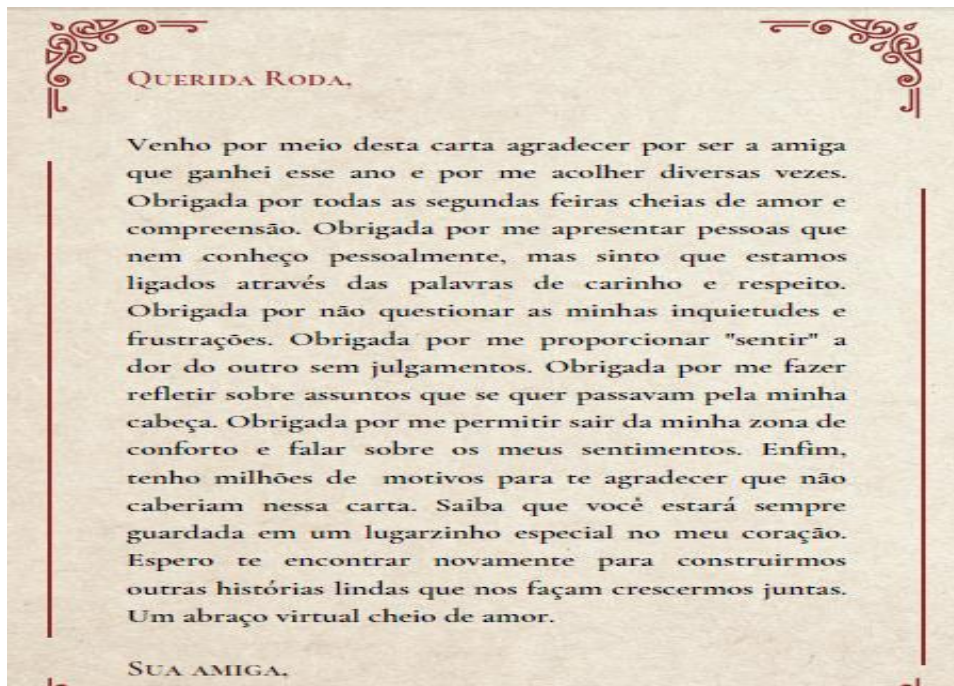 Querida Roda,
Venho por meio desta carta agradecer por ser a amiga
que ganhei esse ano e por me acolher diversas vezes.
Obrigada por todas as segundas feiras cheias de amor e
compreensão. Obrigada por me apresentar pessoas que
nem conheço pessoalmente, mas sinto que estamos
ligados através das palavras de carinho e respeito.
Obrigada por não questionar as minhas inquietudes e
frustrações. Obrigada por me proporcionar "sentir" a
dor do outro sem julgamentos. Obrigada por me fazer
refletir sobre assuntos que se quer passavam pela minha
cabeça. Obrigada por me permitir sair da minha zona de
conforto e falar sobre os meus sentimentos. Enfim,
tenho milhões de motivos para te agradecer que não
caberiam nessa carta. Saiba que você estará sempre
guardada em um lugarzinho especial no meu coração.
Espero te encontrar novamente para construirmos
outras histórias lindas que nos façam crescermos juntas.
Um abraço virtual cheio de amor.
Sua amiga,